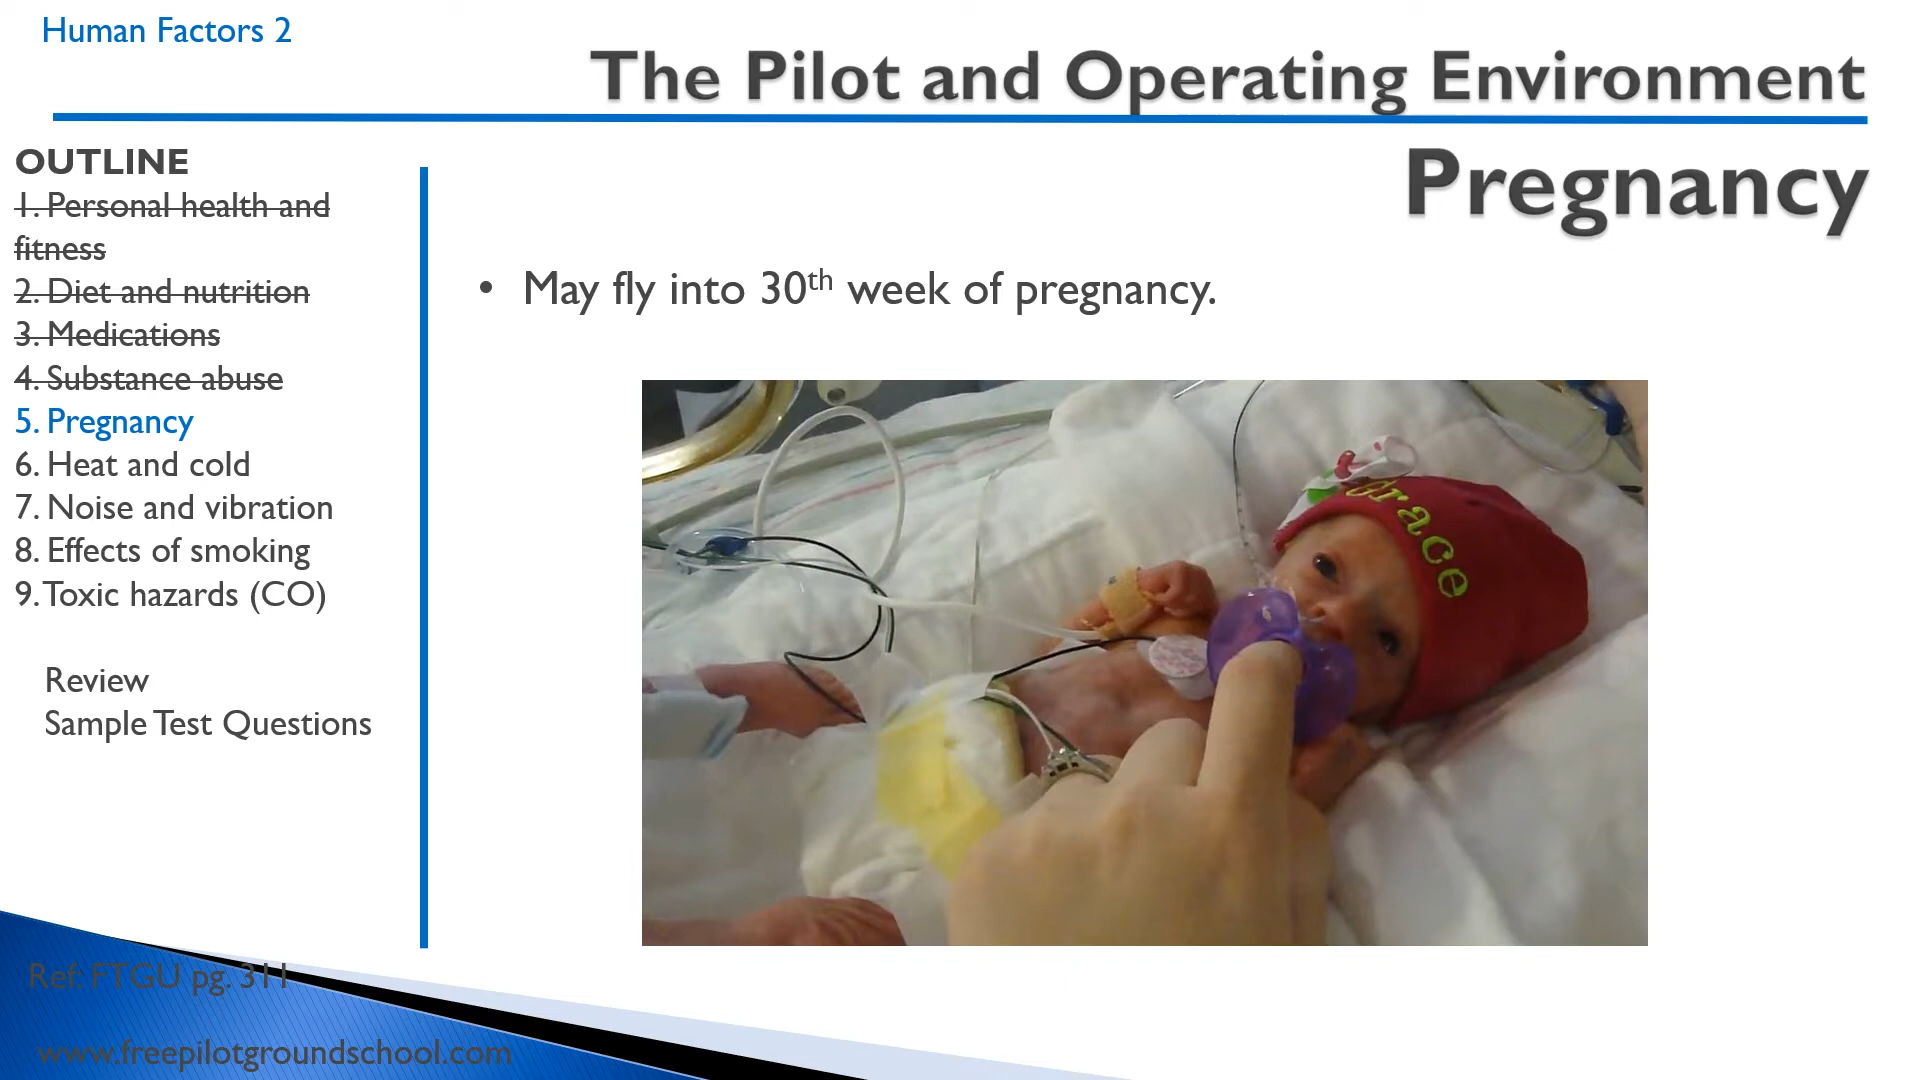 Human Factors 2
The Pilot and Operating Environment
OUTLINE
1. Personal health and
fitness
2. Diet and nutrition
3. Medications
4. Substance abuse
5. Pregnancy
6. Heat and cold
7. Noise and vibration
8. Effects of smoking
9. Toxic hazards (CO)
Review
Sample Test Questions
Pregnancy
• May fly into 30th week of pregnancy.
Grace
Ref: FTGU pg. 311
www.freepilotgroundschool.com